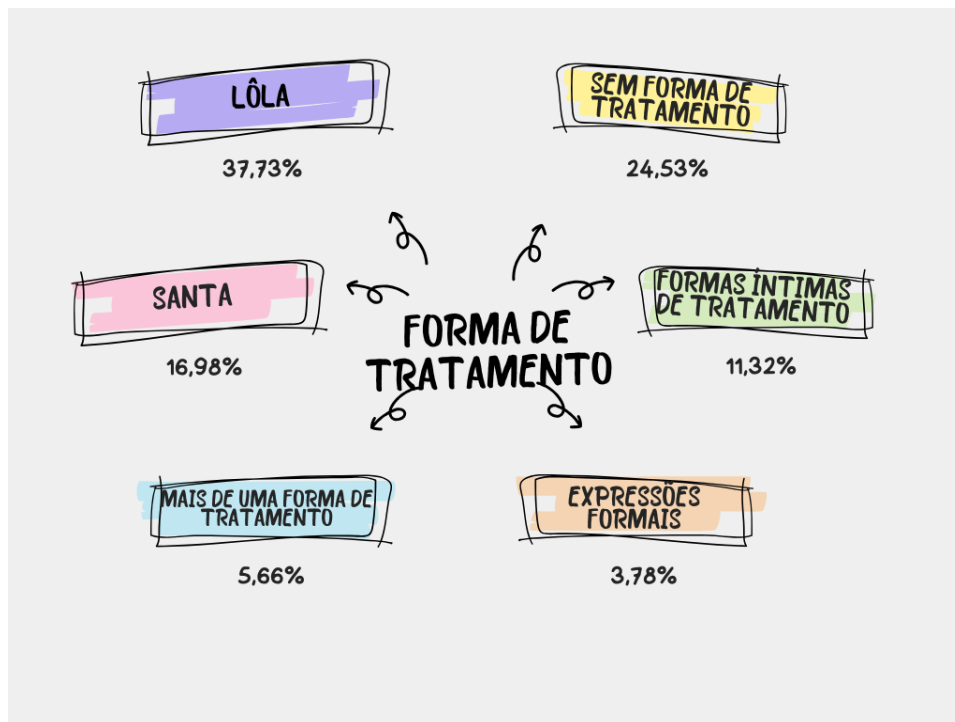 LÔLA
37,73%
SEM FORMA DE
TRATAMENTO
24,53%
SANTA
16,98%
FORMA DE
TRATAMENTO
FORMAS ÍNTIMAS
DE TRATAMENTO
11,32%
MAIS DE UMA FORMA DE
TRATAMENTO
5,66%
EXPRESSÕES
FORMAIS
3,78%